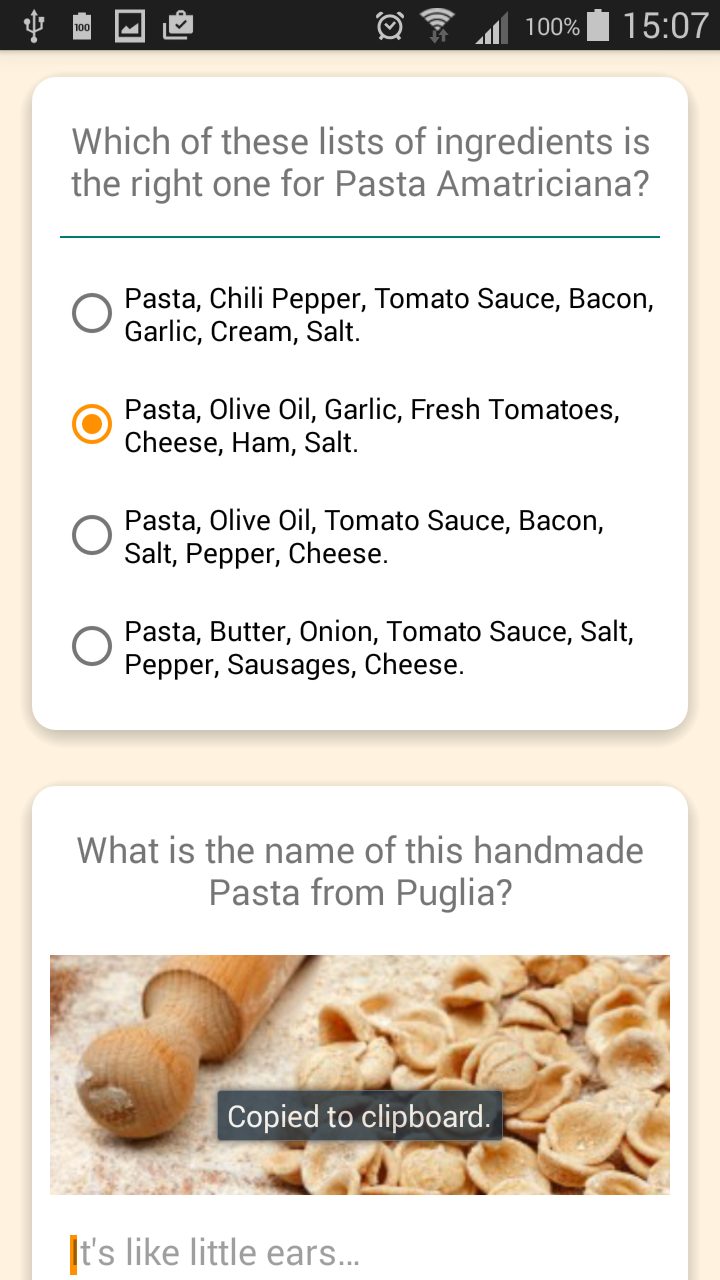 100
100%
15:07
Which of these lists of ingredients is
the right one for Pasta Amatriciana?
Pasta, Chili Pepper, Tomato Sauce, Bacon,
Garlic, Cream, Salt.
Pasta, Olive Oil, Garlic, Fresh Tomatoes,
Cheese, Ham, Salt.
Pasta, Olive Oil, Tomato Sauce, Bacon,
Salt, Pepper, Cheese.
Pasta, Butter, Onion, Tomato Sauce, Salt,
Pepper, Sausages, Cheese.
What is the name of this handmade
Pasta from Puglia?
Copied to clipboard.
It's like little ears...